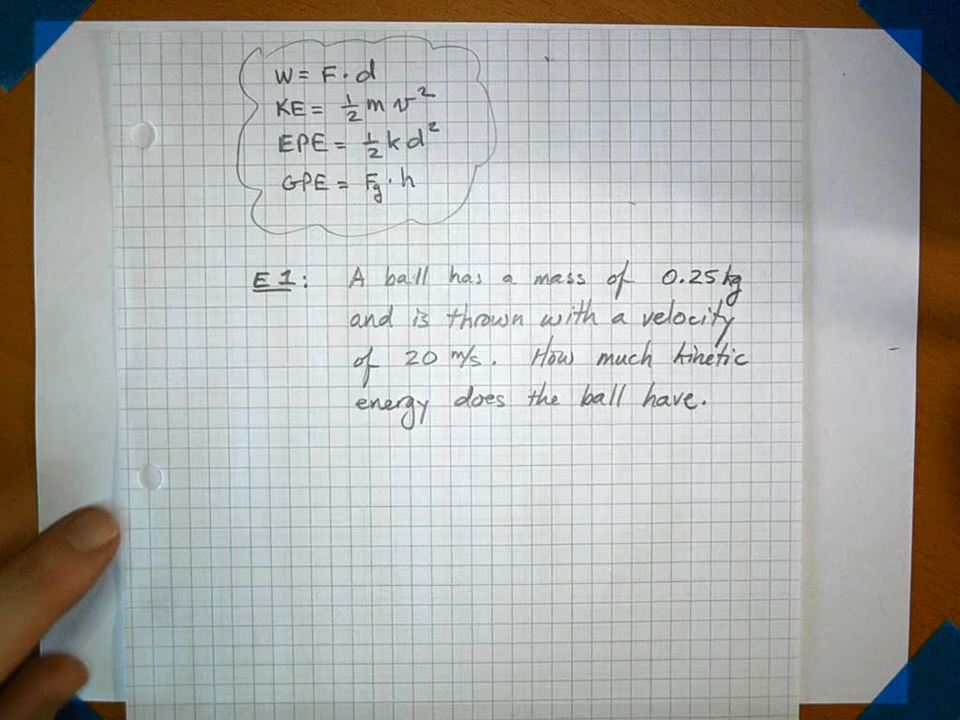 W = F · d
KE = 1/2 m v²
EPE = 1/2 k d²
GPE = Fg · h
E1: A ball has a mass of 0.25 kg
and is thrown with a velocity
of 20 m/s. How much kinetic
energy does the ball have.